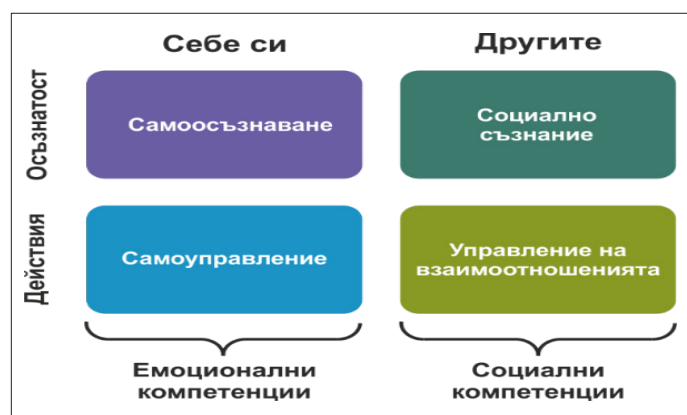 Себе си
Другите
Осъзнатост
Самоосъзнаване
Социално
съзнание
Действия
Самоуправление
Управление на
взаимоотношенията
Емоционални
компетенции
Социални
компетенции